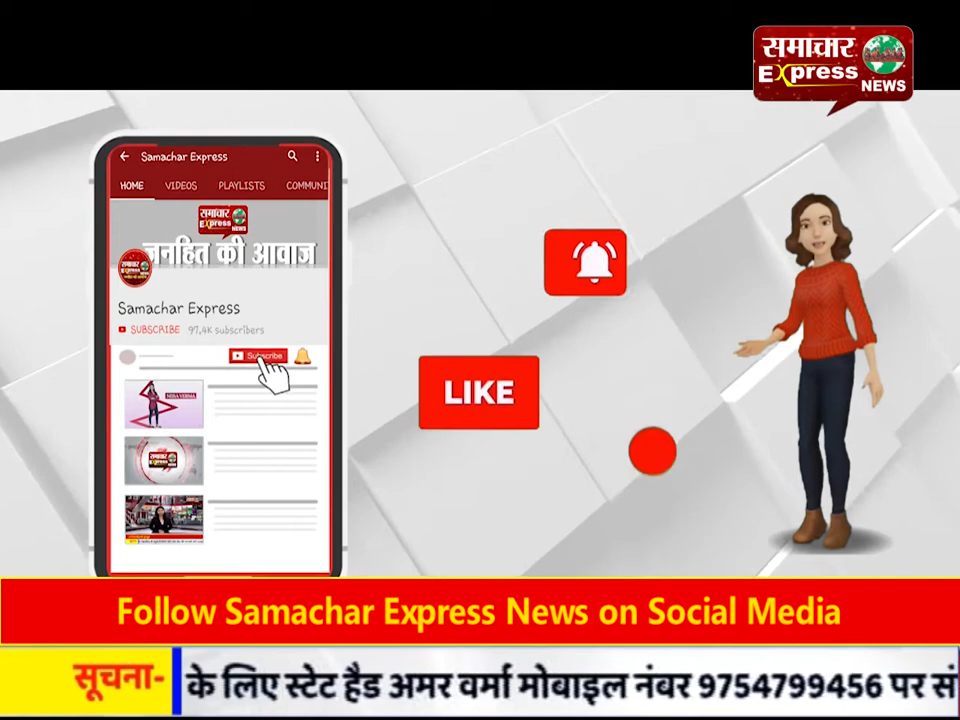 समाचार
Express
NEWS
Samachar Express
HOME VIDEOS PLAYLISTS COMMUNI
समाचार
Express
NEWS
जनहित की आवाज
Samachar Express
SUBSCRIBE 97,4K subscribers
Subscribe
LIKE
Follow Samachar Express News on Social Media
सूचना- के लिए स्टेट हैड अमर वर्मा मोबाइल नंबर 9754799456 पर सं